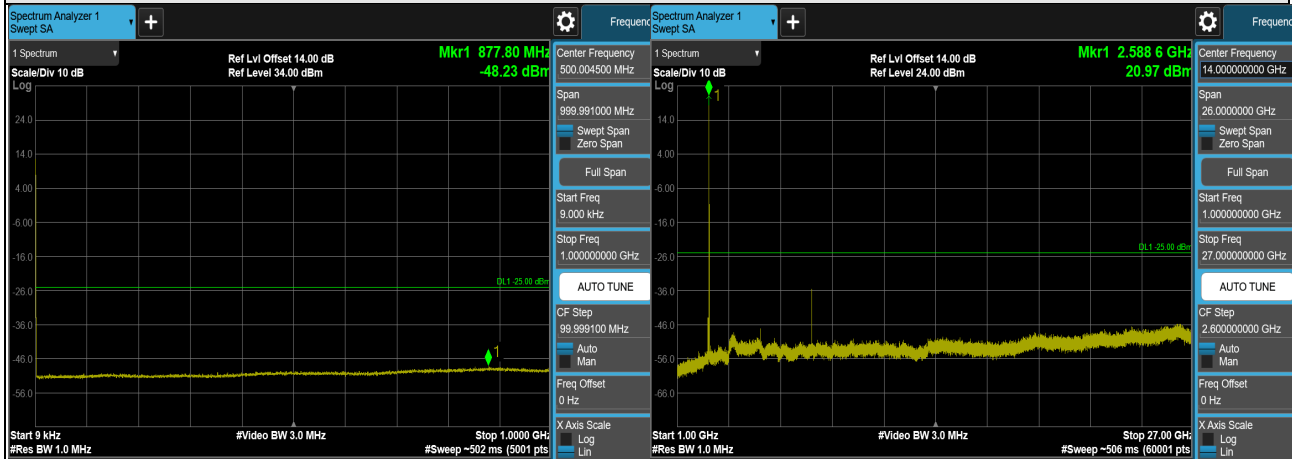 Spectrum Analyzer 1
Swept SA
+
Frequenc
1 Spectrum
Scale/Div 10 dB
Log
Ref Lvl Offset 14.00 dB
Ref Level 34.00 dBm
Mkr1 877.80 MHz
-48.23 dBm
24.0
14.0
4.00
-6.00
-16.0
-26.0
-36.0
-46.0
-56.0
DL1 -25.00 dBm
1
Start 9 kHz
#Res BW 1.0 MHz
#Video BW 3.0 MHz
Stop 1.0000 GHz
#Sweep ~502 ms (5001 pts
Center Frequency
500.004500 MHz
Span
999.991000 MHz
Swept Span
Zero Span
Full Span
Start Freq
9.000 kHz
Stop Freq
1.000000000 GHz
AUTO TUNE
CF Step
99.999100 MHz
Auto
Man
Freq Offset
0 Hz
X Axis Scale
Log
Lin
Spectrum Analyzer 1
Swept SA
+
Frequenc
1 Spectrum
Scale/Div 10 dB
Log
Ref Lvl Offset 14.00 dB
Ref Level 24.00 dBm
Mkr1 2.588 6 GHz
20.97 dBm
1
14.0
4.00
-6.00
-16.0
-26.0
-36.0
-46.0
-56.0
-66.0
DL1 -25.00 dBm
Start 1.00 GHz
#Res BW 1.0 MHz
#Video BW 3.0 MHz
Stop 27.00 GHz
#Sweep ~506 ms (60001 pts
Center Frequency
14.000000000 GHz
Span
26.0000000 GHz
Swept Span
Zero Span
Full Span
Start Freq
1.000000000 GHz
Stop Freq
27.000000000 GHz
AUTO TUNE
CF Step
2.600000000 GHz
Auto
Man
Freq Offset
0 Hz
X Axis Scale
Log
Lin